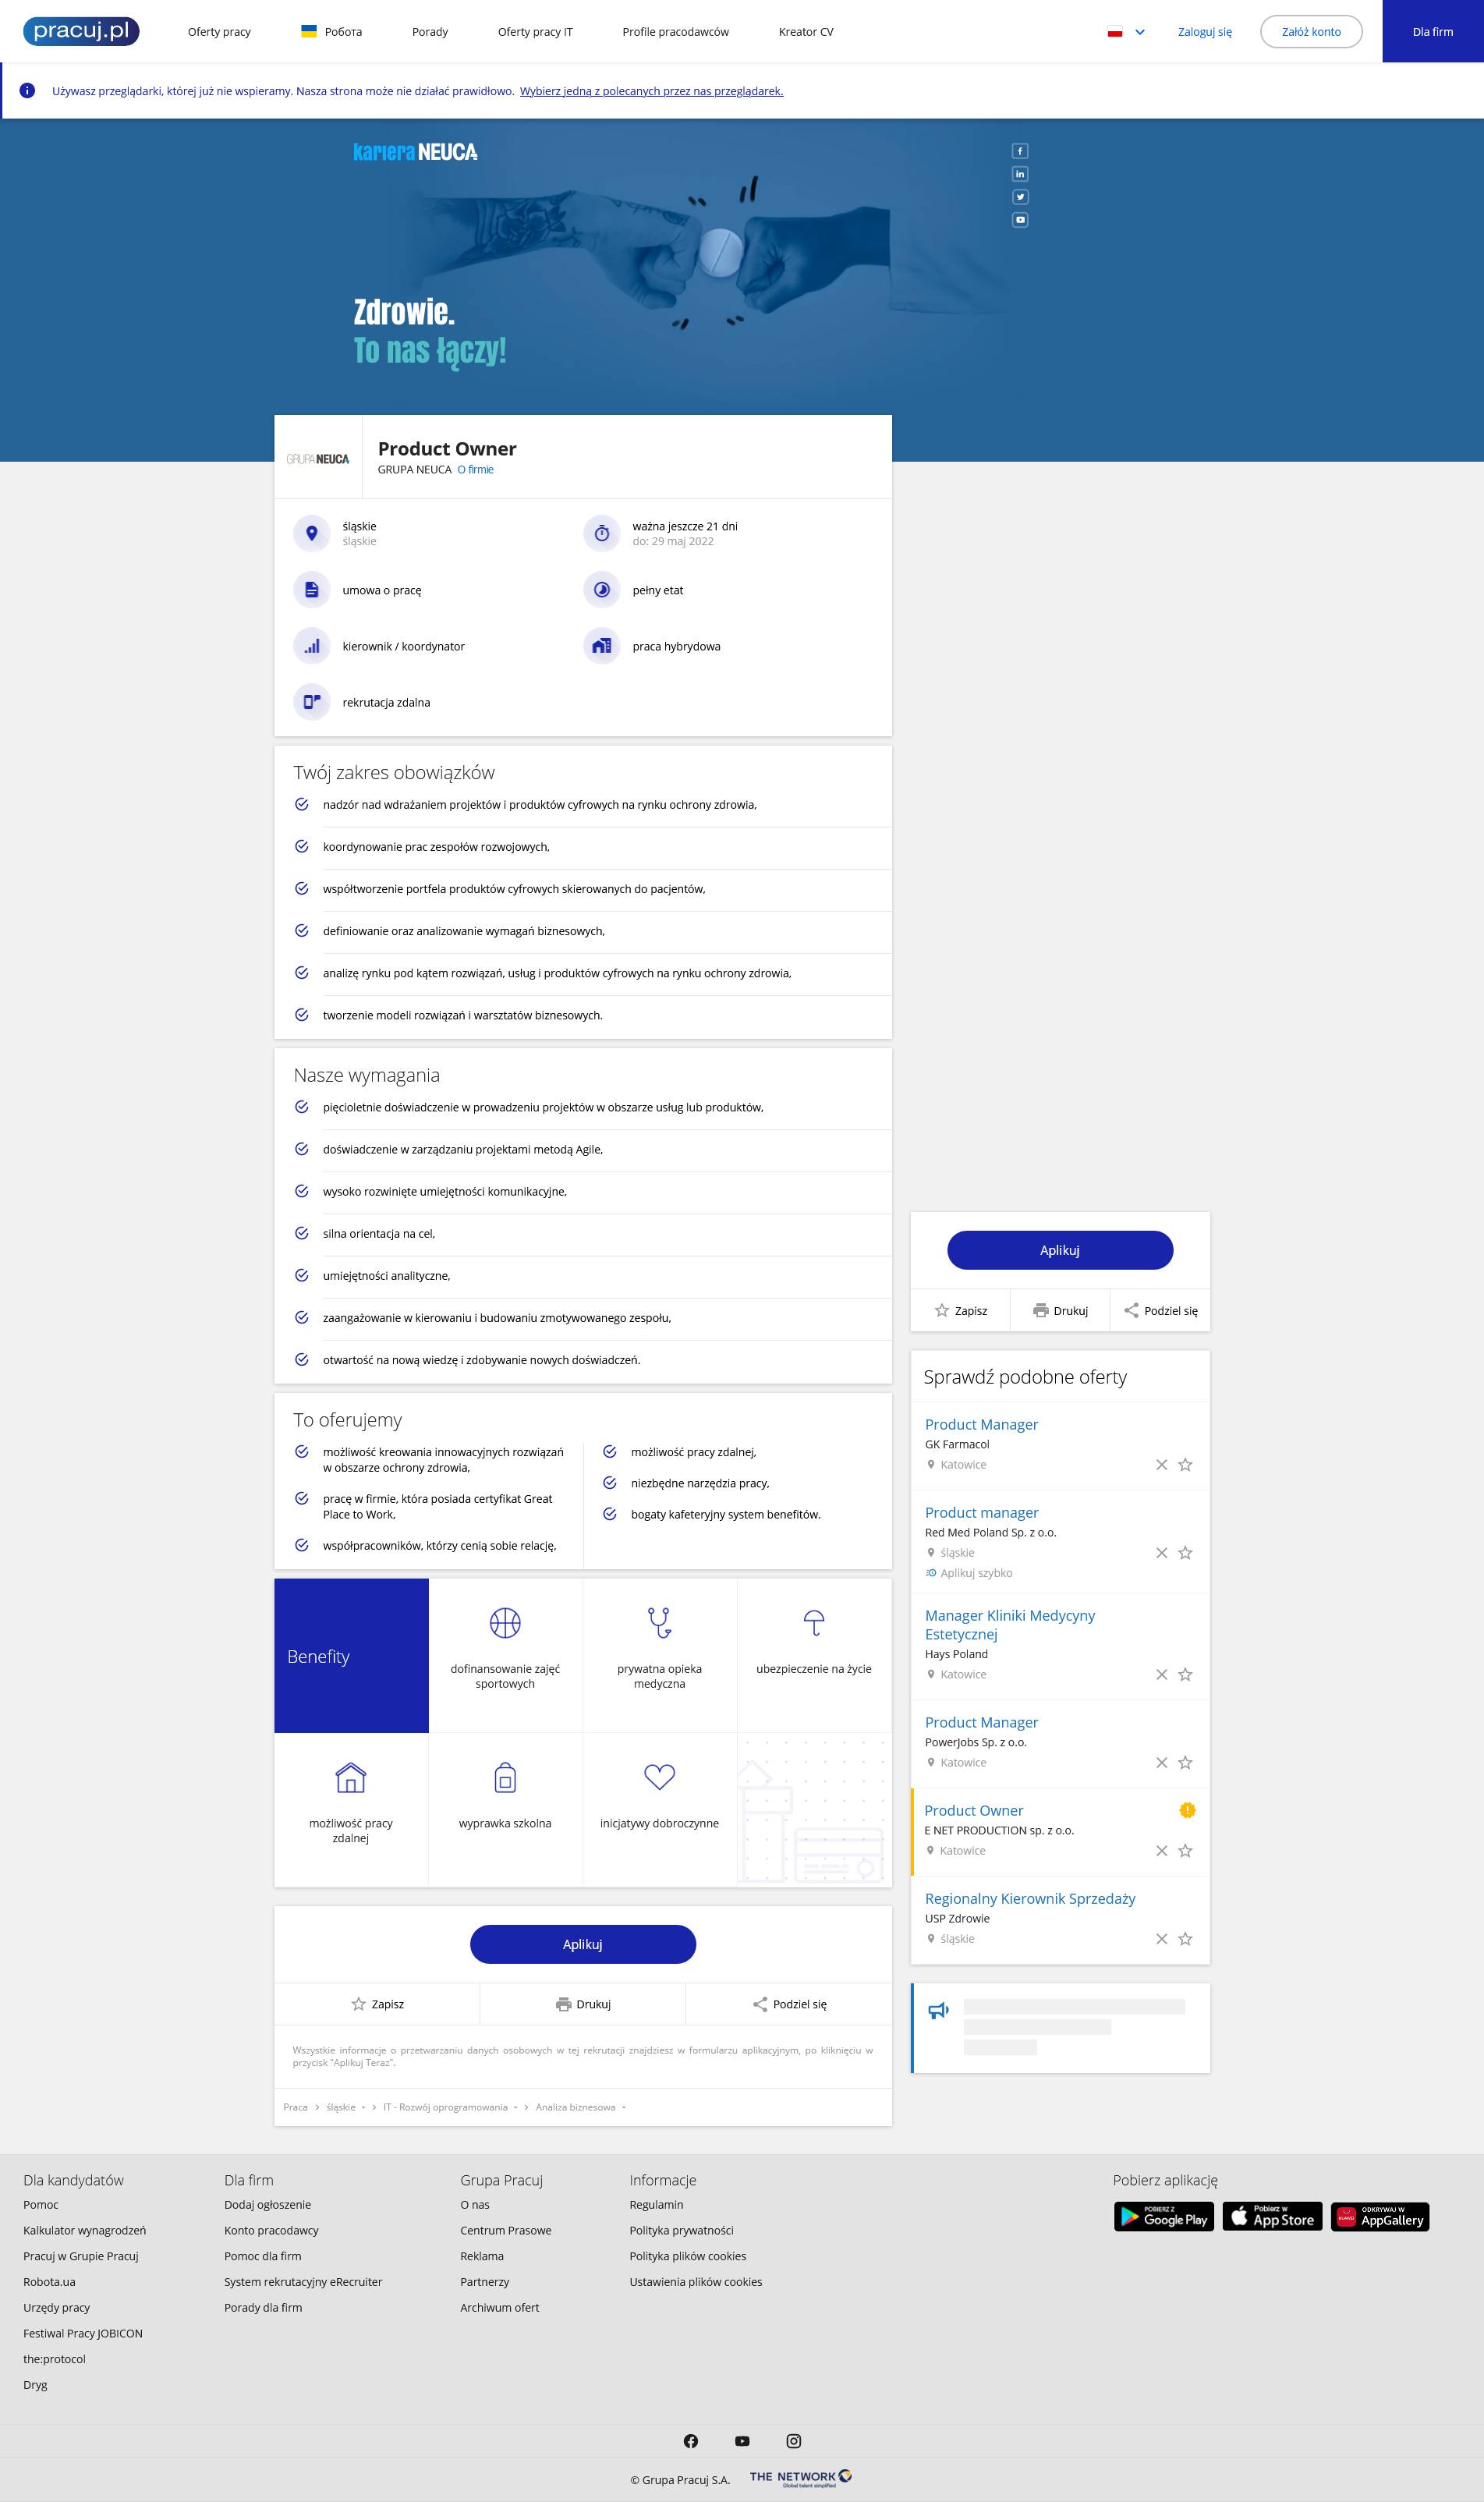 pracuj.pl
Oferty pracy
Робота
Porady
Oferty pracy IT
Profile pracodawców
Kreator CV
Zaloguj się
Załóż konto
Dla firm
Używasz przeglądarki, której już nie wspieramy. Nasza strona może nie działać prawidłowo. Wybierz jedną z polecanych przez nas przeglądarek.
kariera NEUCA
Zdrowie.
To nas łączy!
GRUPA NEUCA
Product Owner
GRUPA NEUCA O firmie
śląskie
śląskie
ważna jeszcze 21 dni
do: 29 maj 2022
umowa o pracę
pełny etat
kierownik / koordynator
praca hybrydowa
rekrutacja zdalna
Twój zakres obowiązków
nadzór nad wdrażaniem projektów i produktów cyfrowych na rynku ochrony zdrowia,
koordynowanie prac zespołów rozwojowych,
współtworzenie portfela produktów cyfrowych skierowanych do pacjentów,
definiowanie oraz analizowanie wymagań biznesowych,
analizę rynku pod kątem rozwiązań, usług i produktów cyfrowych na rynku ochrony zdrowia,
tworzenie modeli rozwiązań i warsztatów biznesowych.
Nasze wymagania
pięcioletnie doświadczenie w prowadzeniu projektów w obszarze usług lub produktów,
doświadczenie w zarządzaniu projektami metodą Agile,
wysoko rozwinięte umiejętności komunikacyjne,
silna orientacja na cel,
umiejętności analityczne,
zaangażowanie w kierowaniu i budowaniu zmotywowanego zespołu,
otwartość na nową wiedzę i zdobywanie nowych doświadczeń.
To oferujemy
możliwość kreowania innowacyjnych rozwiązań
w obszarze ochrony zdrowia,
pracę w firmie, która posiada certyfikat Great
Place to Work,
współpracowników, którzy cenią sobie relację,
możliwość pracy zdalnej,
niezbędne narzędzia pracy,
bogaty kafeteryjny system benefitów.
Benefity
dofinansowanie zajęć
sportowych
prywatna opieka
medyczna
ubezpieczenie na życie
możliwość pracy
zdalnej
wyprawka szkolna
inicjatywy dobroczynne
Aplikuj
Zapisz
Drukuj
Podziel się
Wszystkie informacje o przetwarzaniu danych osobowych w tej rekrutacji znajdziesz w formularzu aplikacyjnym, po kliknięciu w
przycisk "Aplikuj Teraz".
Praca
śląskie
IT - Rozwój oprogramowania
Analiza biznesowa
Aplikuj
Zapisz
Drukuj
Podziel się
Sprawdź podobne oferty
Product Manager
GK Farmacol
Katowice
Product manager
Red Med Poland Sp. z o.o.
śląskie
Aplikuj szybko
Manager Kliniki Medycyny
Estetycznej
Hays Poland
Katowice
Product Manager
PowerJobs Sp. z o.o.
Katowice
Product Owner
E NET PRODUCTION sp. z o.o.
Katowice
Regionalny Kierownik Sprzedaży
USP Zdrowie
śląskie
Dla kandydatów
Pomoc
Kalkulator wynagrodzeń
Pracuj w Grupie Pracuj
Robota.ua
Urzędy pracy
Festiwal Pracy JOBICON
the:protocol
Dryg
Dla firm
Dodaj ogłoszenie
Konto pracodawcy
Pomoc dla firm
System rekrutacyjny eRecruiter
Porady dla firm
Grupa Pracuj
O nas
Centrum Prasowe
Reklama
Partnerzy
Archiwum ofert
Informacje
Regulamin
Polityka prywatności
Polityka plików cookies
Ustawienia plików cookies
Pobierz aplikację
POBIERZ Z
Google Play
Pobierz w
App Store
ODKRYWAJ W
AppGallery
HUAWEI
© Grupa Pracuj S.A.
THE NETWORK
Global talent simplified